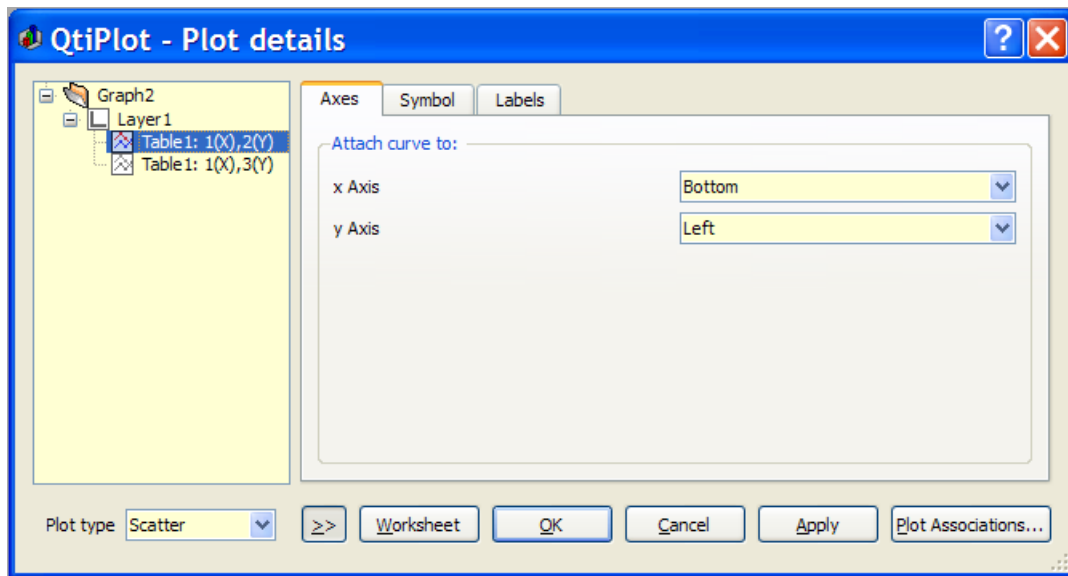 QtiPlot - Plot details
Graph2
Layer1
Table1: 1(X),2(Y)
Table1: 1(X),3(Y)
Axes Symbol Labels
Attach curve to:
x Axis Bottom
y Axis Left
Plot type Scatter >> Worksheet OK Cancel Apply Plot Associations...